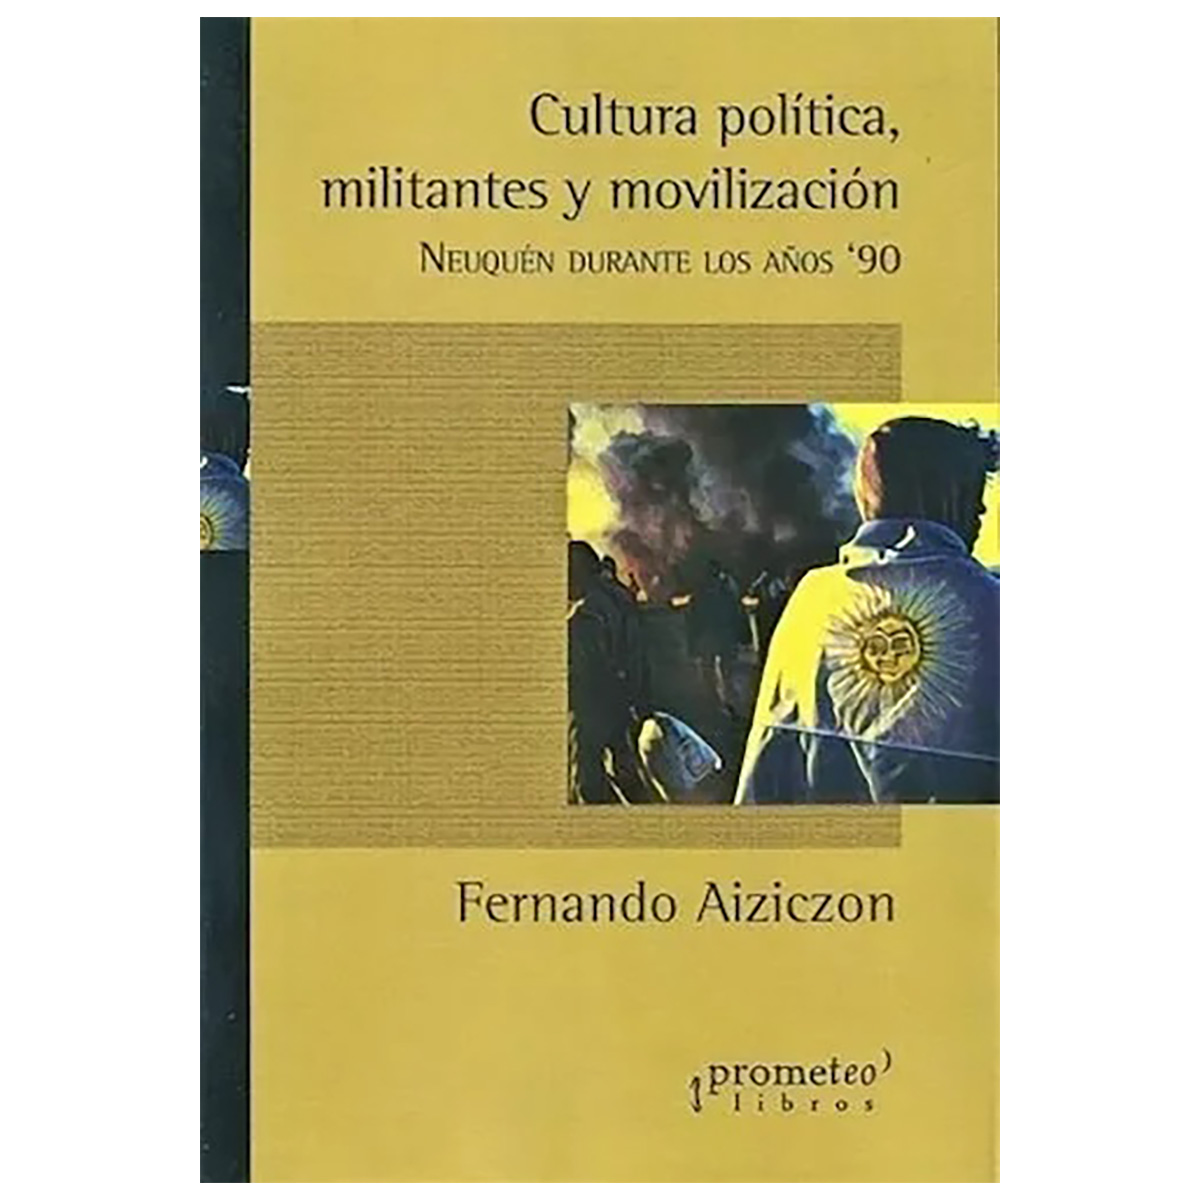 Cultura política,
militantes y movilización
NEUQUÉN DURANTE LOS AÑOS ‘90
Fernando Aiziczon
prometeo
libros